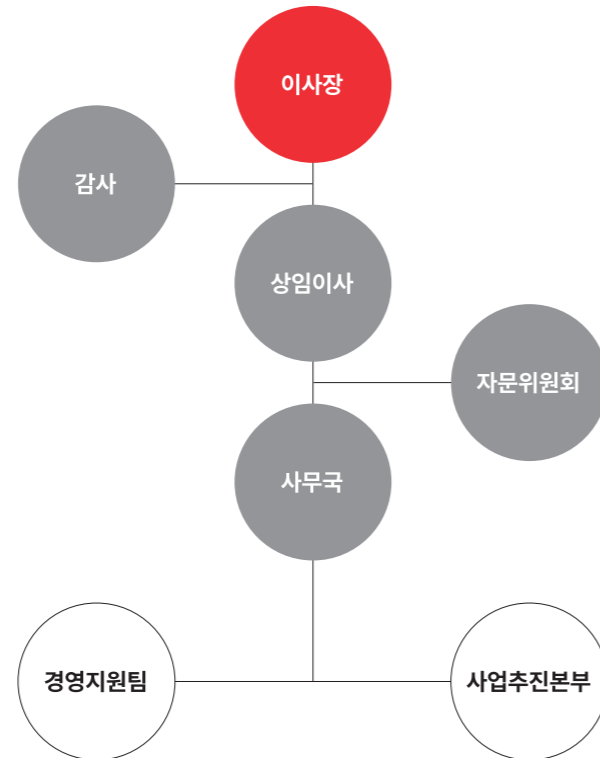 이사장
감사
상임이사
자문위원회
사무국
경영지원팀
사업추진본부